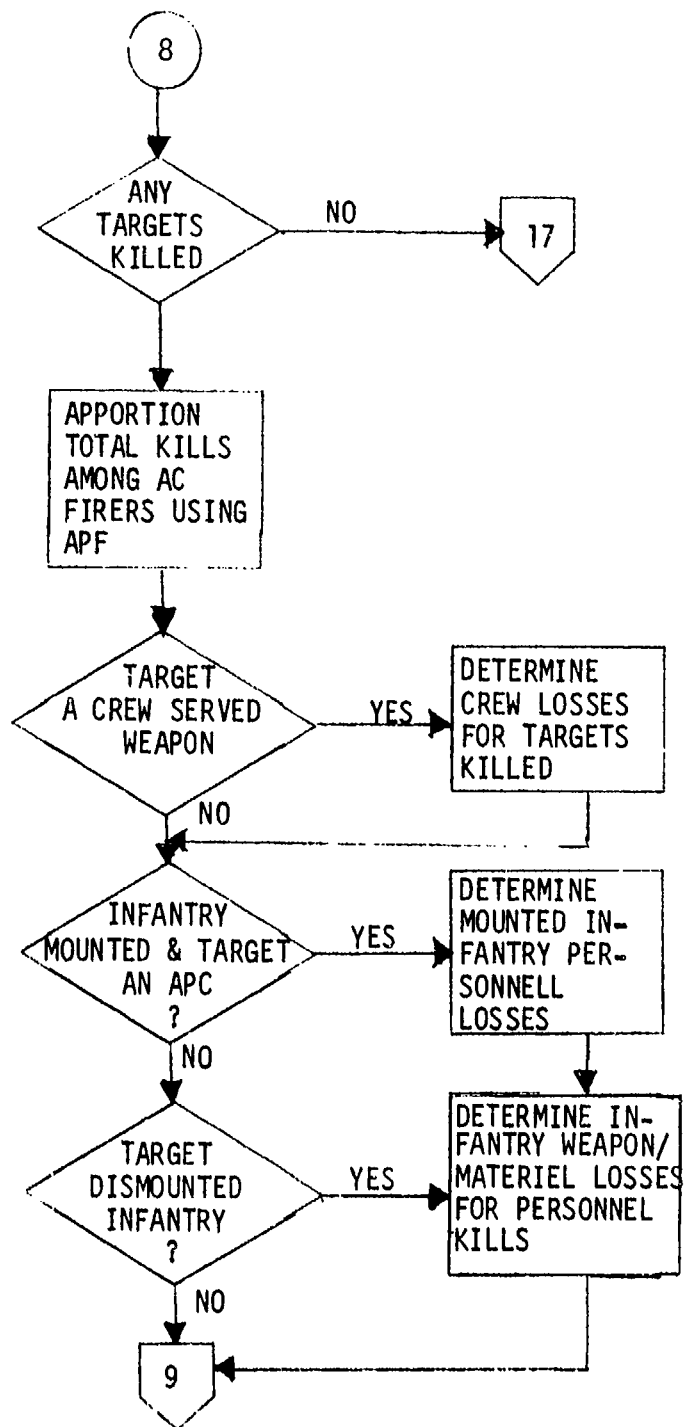 8
ANY
TARGETS
KILLED
NO
17
APPORTION
TOTAL KILLS
AMONG AC
FIRERS USING
APF
TARGET
A CREW SERVED
WEAPON
YES
DETERMINE
CREW LOSSES
FOR TARGETS
KILLED
NO
INFANTRY
MOUNTED & TARGET
AN APC
?
YES
DETERMINE
MOUNTED IN-
FANTRY PER-
SONNELL
LOSSES
NO
TARGET
DISMOUNTED
INFANTRY
?
YES
DETERMINE IN-
FANTRY WEAPON/
MATERIEL LOSSES
FOR PERSONNEL
KILLS
NO
9